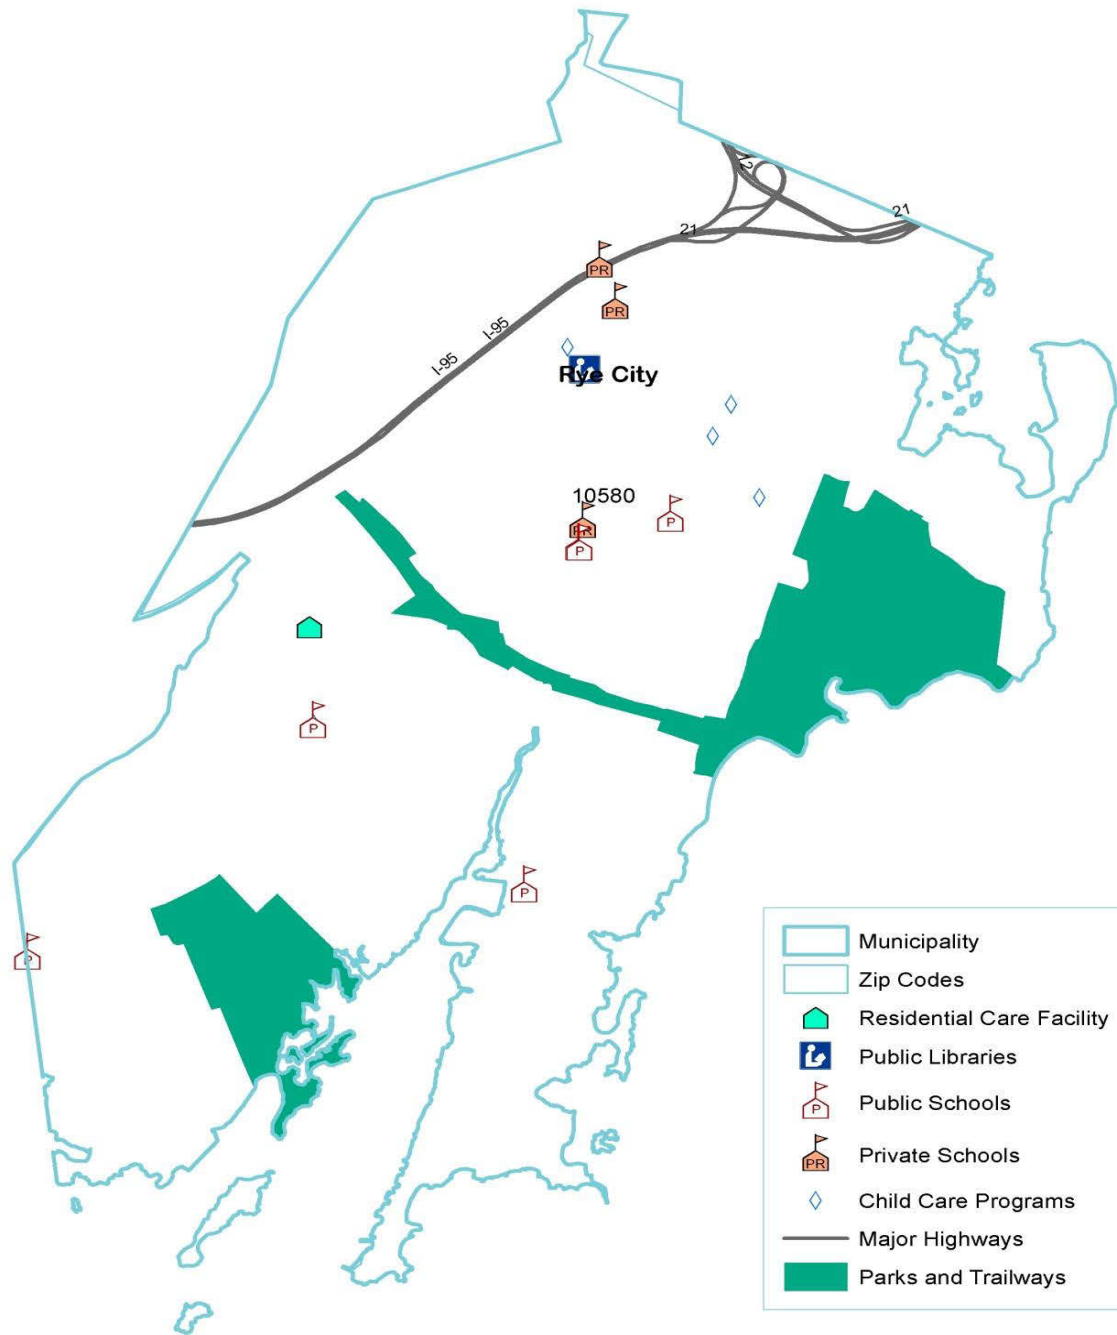 12
21
21
PR
PR
I-95
I-95
Rye City
10580
PR
P
P
P
P
P
Municipality
Zip Codes
Residential Care Facility
Public Libraries
P Public Schools
PR Private Schools
Child Care Programs
Major Highways
Parks and Trailways